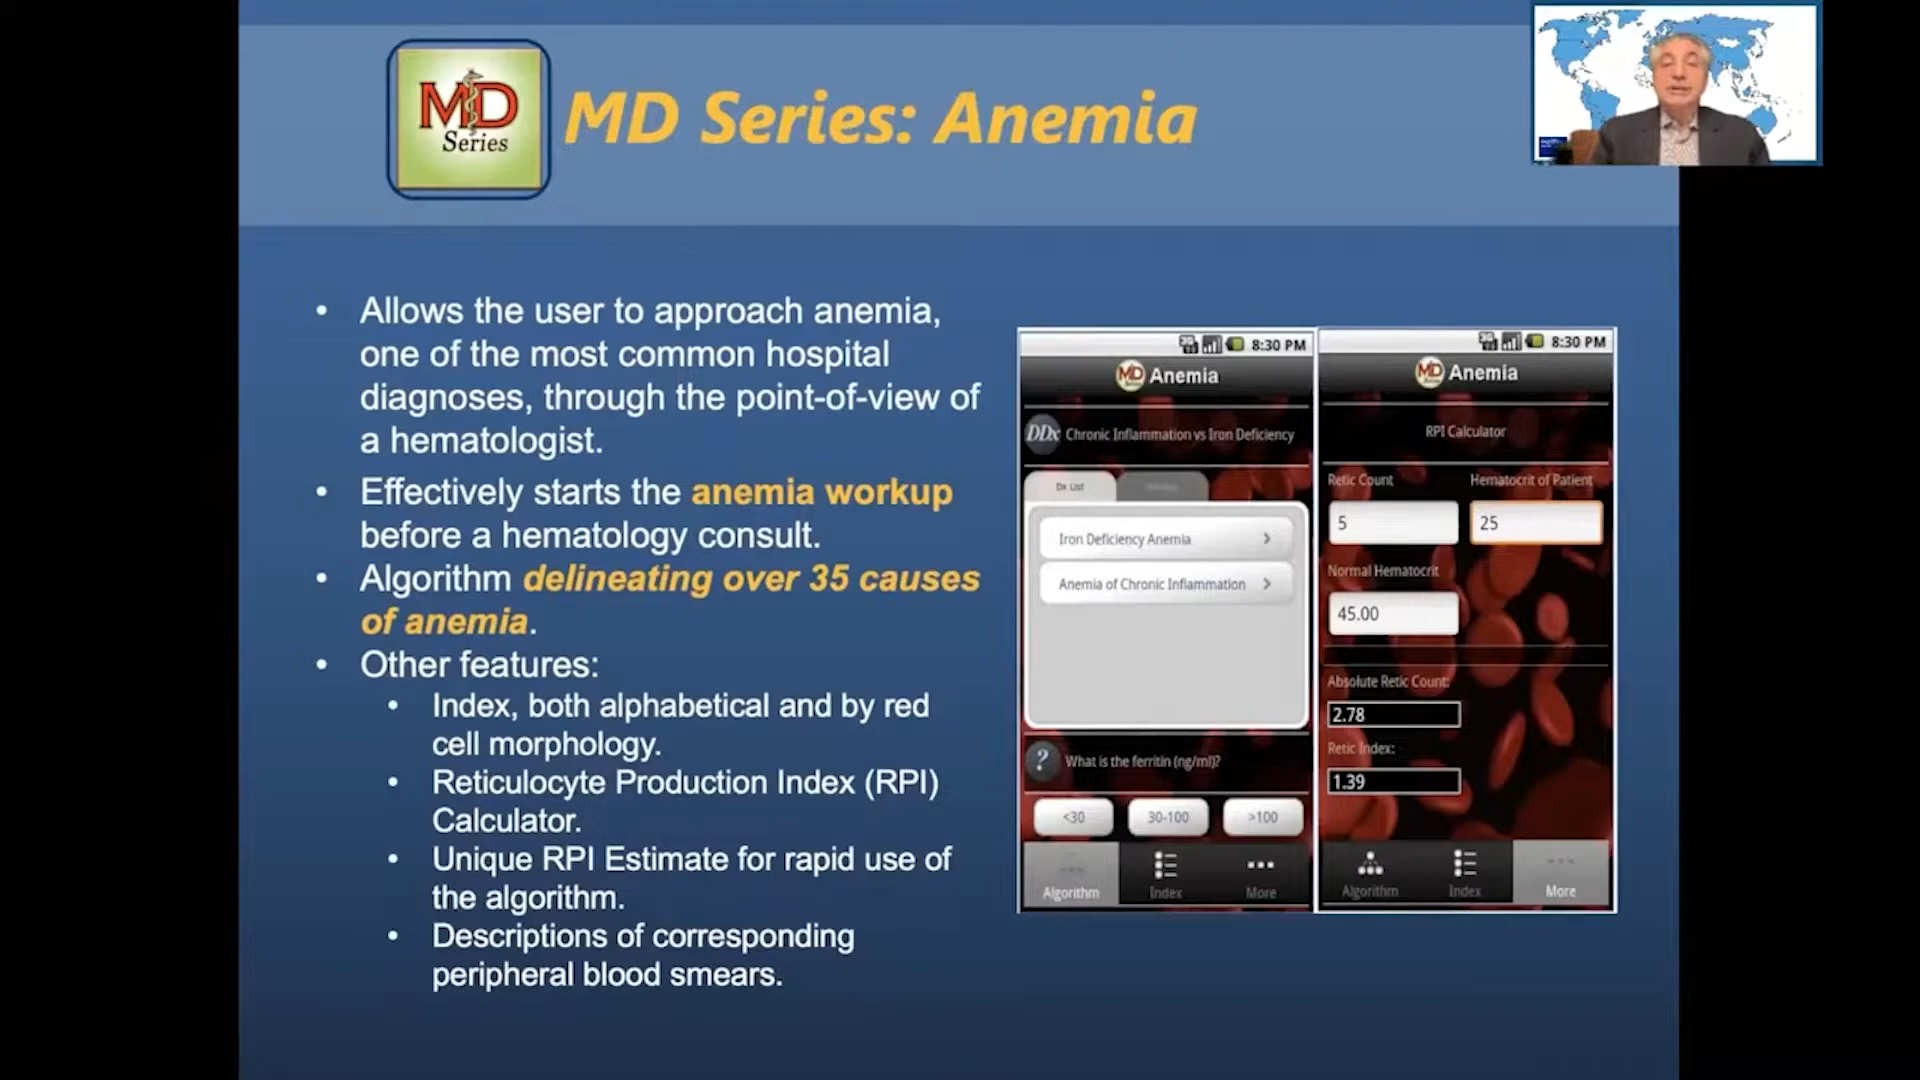 MD
Series
MD Series: Anemia
• Allows the user to approach anemia,
one of the most common hospital
diagnoses, through the point-of-view of
a hematologist.
• Effectively starts the anemia workup
before a hematology consult.
• Algorithm delineating over 35 causes
of anemia.
• Other features:
• Index, both alphabetical and by red
cell morphology.
• Reticulocyte Production Index (RPI)
Calculator.
• Unique RPI Estimate for rapid use of
the algorithm.
• Descriptions of corresponding
peripheral blood smears.
8:30 PM
MD Anemia
DDx Chronic Inflammation vs Iron Deficiency
Dx List
Iron Deficiency Anemia
Anemia of Chronic Inflammation
? What is the ferritin (ng/ml)?
<30 30-100 >100
Algorithm Index More
8:30 PM
MD Anemia
RPI Calculator
Retic Count Hematocrit of Patient
5 25
Normal Hematocrit
45.00
Absolute Retic Count:
2.78
Retic Index:
1.39
Algorithm Index More